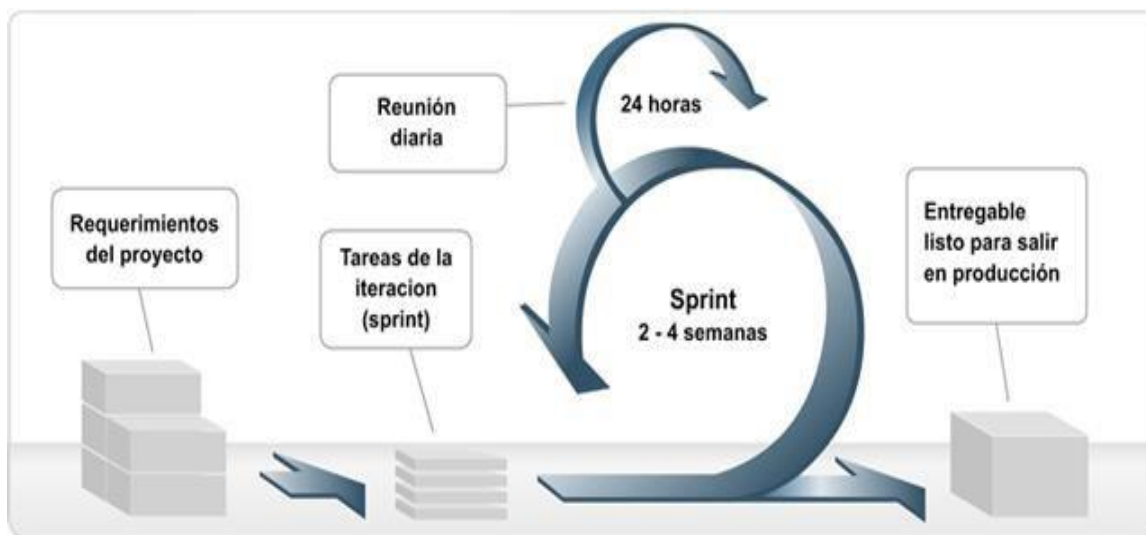 Requerimientos
del proyecto
Tareas de la
iteracion
(sprint)
Reunión
diaria
24 horas
Sprint
2 - 4 semanas
Entregable
listo para salir
en producción